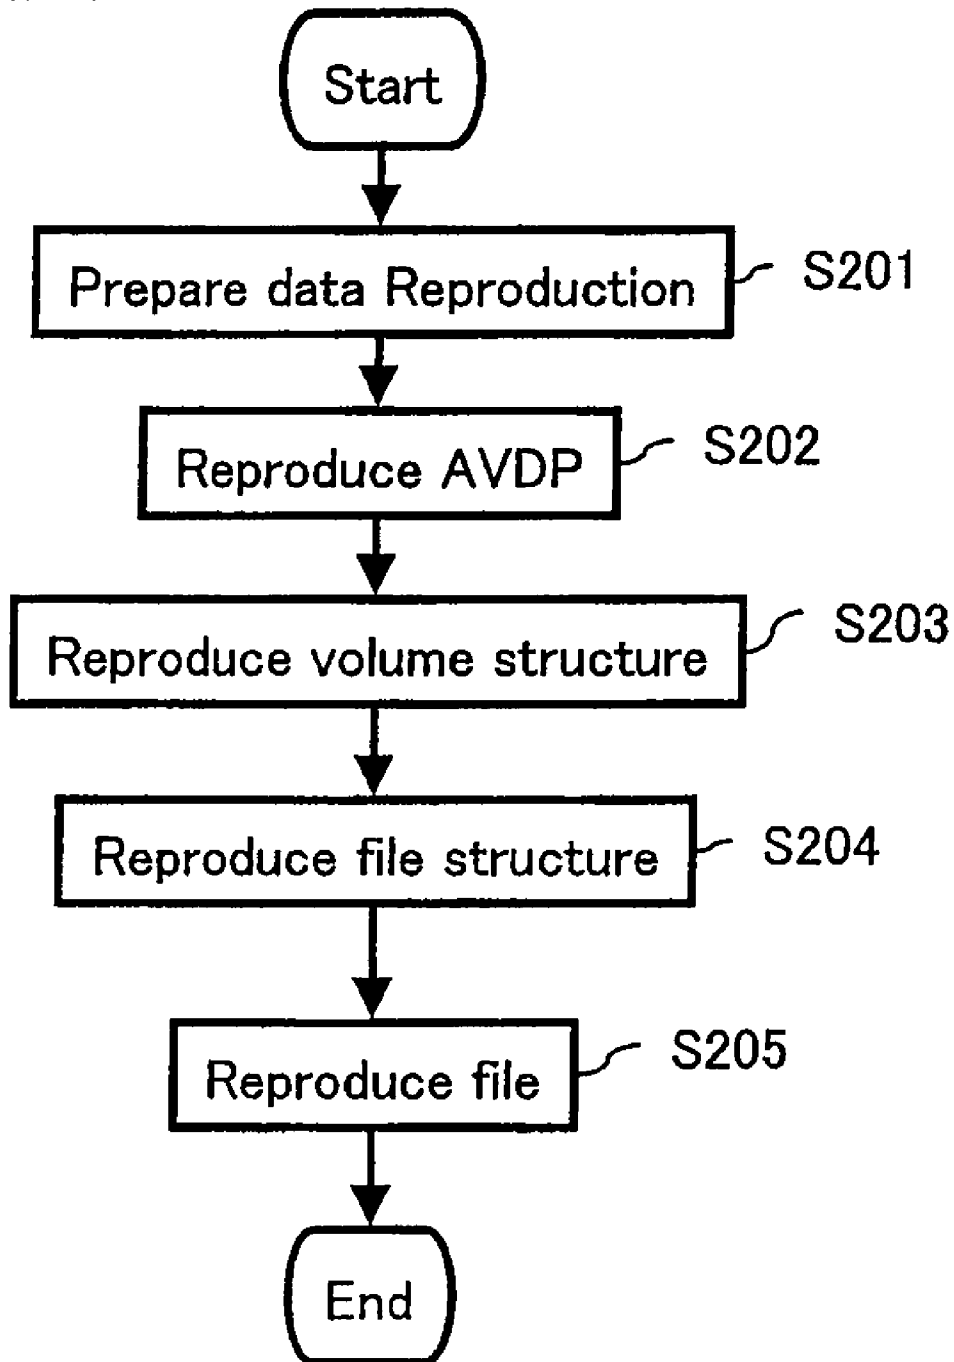 Start
Prepare data Reproduction
S201
Reproduce AVDP
S202
Reproduce volume structure
S203
Reproduce file structure
S204
Reproduce file
S205
End